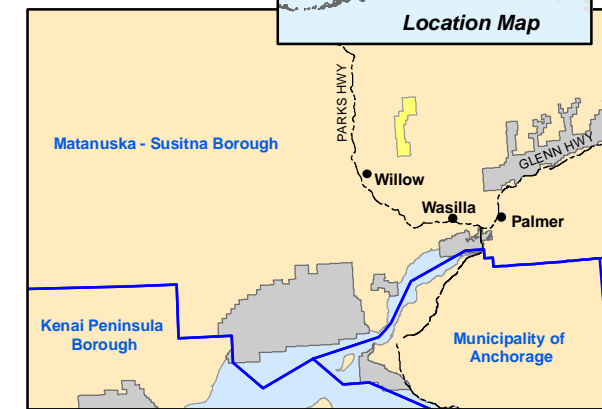 Location Map
PARKS HWY
Matanuska - Susitna Borough
GLENN HWY
Willow
Wasilla
Palmer
Kenai Peninsula
Borough
Municipality of
Anchorage